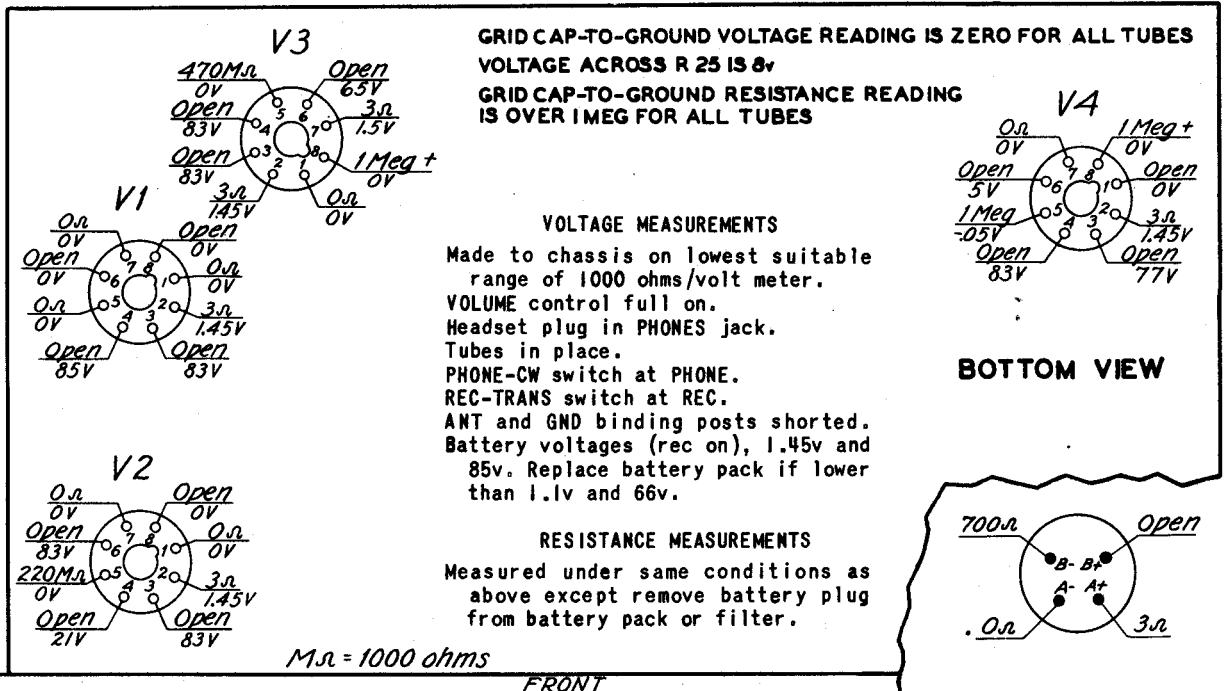 V3
470MΩ
0V
Open
65V
Open
83V
3Ω
1.5V
Open
83V
1 Meg +
0V
3Ω
1.45V
0Ω
0V
5 6 4 7 3 8 2 1
GRID CAP-TO-GROUND VOLTAGE READING IS ZERO FOR ALL TUBES
VOLTAGE ACROSS R 25 IS 8v
GRID CAP-TO-GROUND RESISTANCE READING
IS OVER 1 MEG FOR ALL TUBES
V4
0Ω
0V
1 Meg +
0V
Open
5V
Open
0V
1 Meg
-.05V
3Ω
1.45V
Open
83V
Open
77V
7 8 6 1 5 2 4 3
V1
0Ω
0V
Open
0V
Open
0V
0Ω
0V
0Ω
0V
3Ω
1.45V
Open
85V
Open
83V
7 8 6 1 5 2 4 3
VOLTAGE MEASUREMENTS
Made to chassis on lowest suitable
range of 1000 ohms/volt meter.
VOLUME control full on.
Headset plug in PHONES jack.
Tubes in place.
PHONE-CW switch at PHONE.
REC-TRANS switch at REC.
ANT and GND binding posts shorted.
Battery voltages (rec on), 1.45v and
85v. Replace battery pack if lower
than 1.1v and 66v.
BOTTOM VIEW
V2
0Ω
0V
Open
0V
Open
83V
0Ω
0V
220MΩ
0V
3Ω
1.45V
Open
21V
Open
83V
7 8 6 1 5 2 4 3
RESISTANCE MEASUREMENTS
Measured under same conditions as
above except remove battery plug
from battery pack or filter.
700Ω
Open
B- B+
A- A+
.0Ω
3Ω
MΩ = 1000 ohms
FRONT